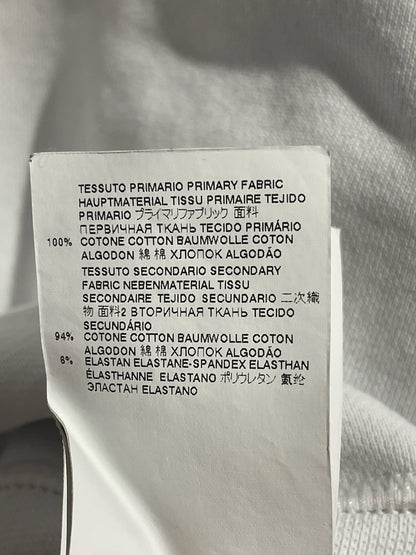 TESSUTO PRIMARIO PRIMARY FABRIC
HAUPTMATERIAL TISSU PRIMAIRE TEJIDO
PRIMARIO プライマリファブリック 面料
ПЕРВИЧНАЯ ТКАНЬ TECIDO PRIMÁRIO
100% COTONE COTTON BAUMWOLLE COTON
ALGODON 綿 棉 ХЛОПОК ALGODÃO
TESSUTO SECONDARIO SECONDARY
FABRIC NEBENMATERIAL TISSU
SECONDAIRE TEJIDO SECUNDARIO 二次織
物 面料2 ВТОРИЧНАЯ ТКАНЬ TECIDO
SECUNDÁRIO
94% COTONE COTTON BAUMWOLLE COTON
ALGODON 綿 棉 ХЛОПОК ALGODÃO
6% ELASTAN ELASTANE-SPANDEX ELASTHAN
ÉLASTHANNE ELASTANO ポリウレタン 氨纶
ЭЛАСТАН ELASTANO